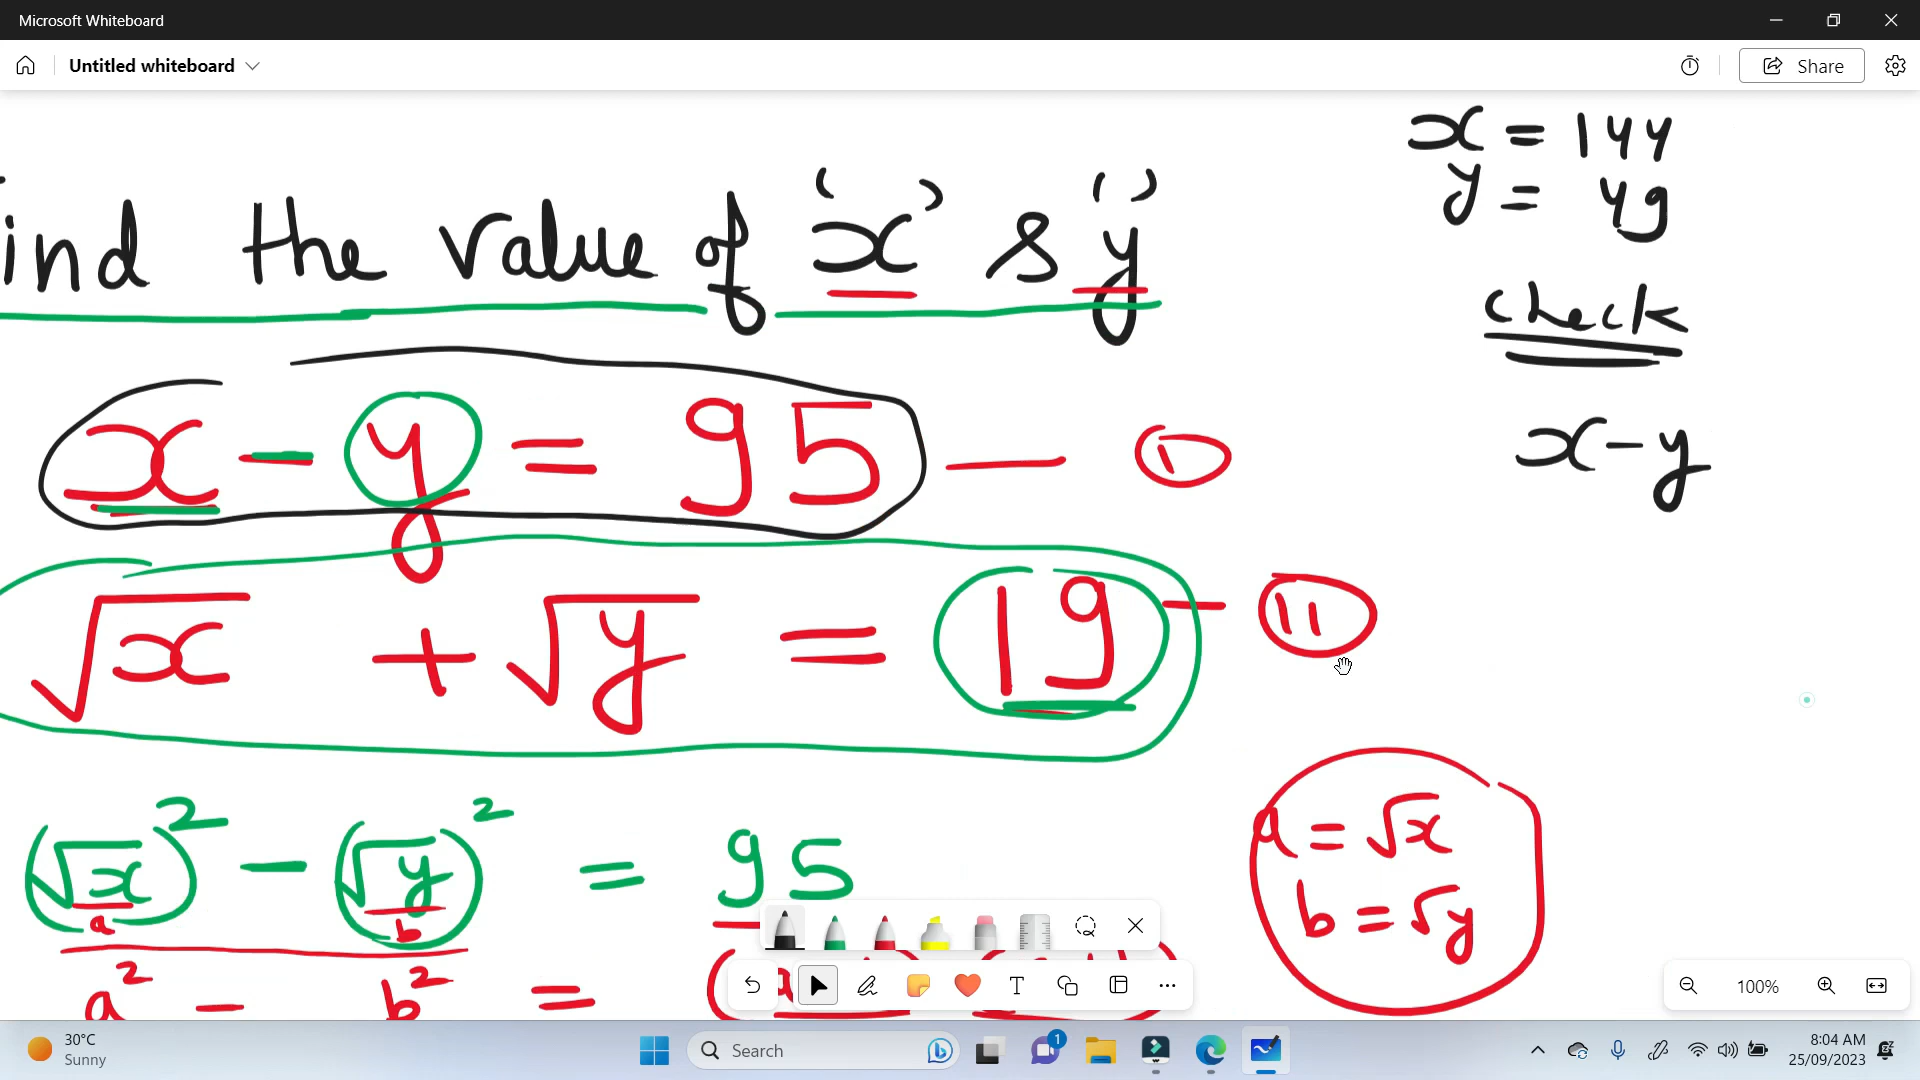 Microsoft Whiteboard
Untitled whiteboard
Share
x = 144
y = 49
ind the value of 'x' & 'y'
check
x - y = 95 — I
x - y
√x + √y = 19 — II
(√x)² - (√y)² = 95
a b
a = √x
b = √y
a² - b² =
100%
30°C
Sunny
Search
1
8:04 AM
25/09/2023